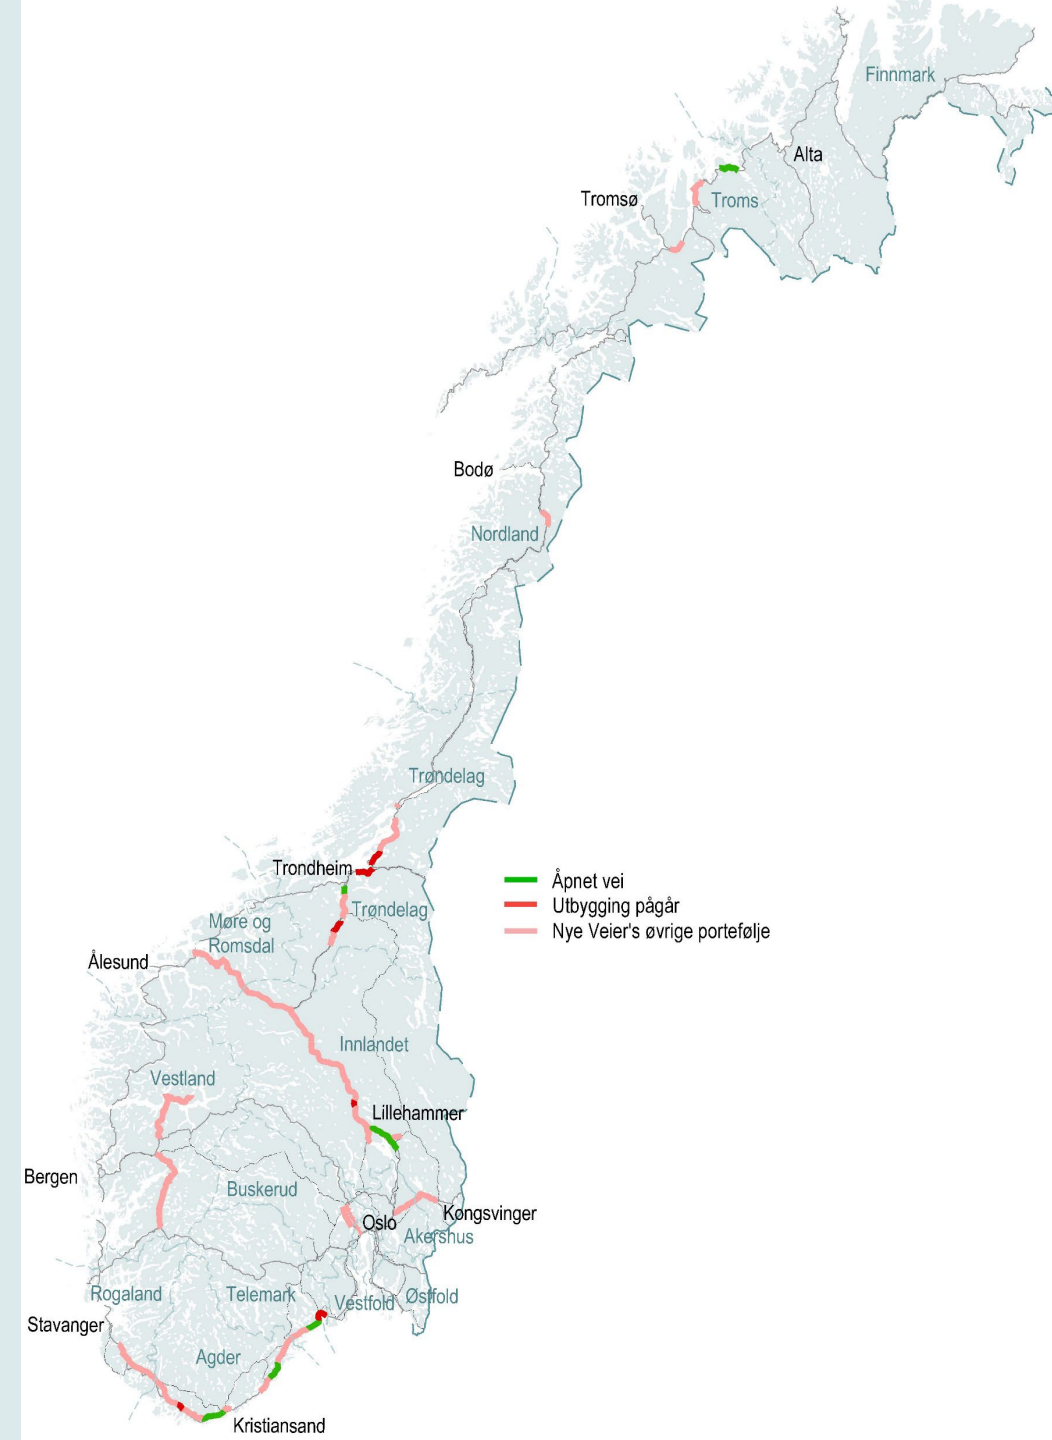 Finnmark
Alta
Tromsø
Troms
Bodø
Nordland
Trøndelag
Trondheim
Åpnet vei
Utbygging pågår
Nye Veier's øvrige portefølje
Trøndelag
Møre og
Romsdal
Ålesund
Innlandet
Vestland
Lillehammer
Bergen
Buskerud
Kongsvinger
Oslo
Akershus
Rogaland
Telemark
Vestfold
Østfold
Stavanger
Agder
Kristiansand